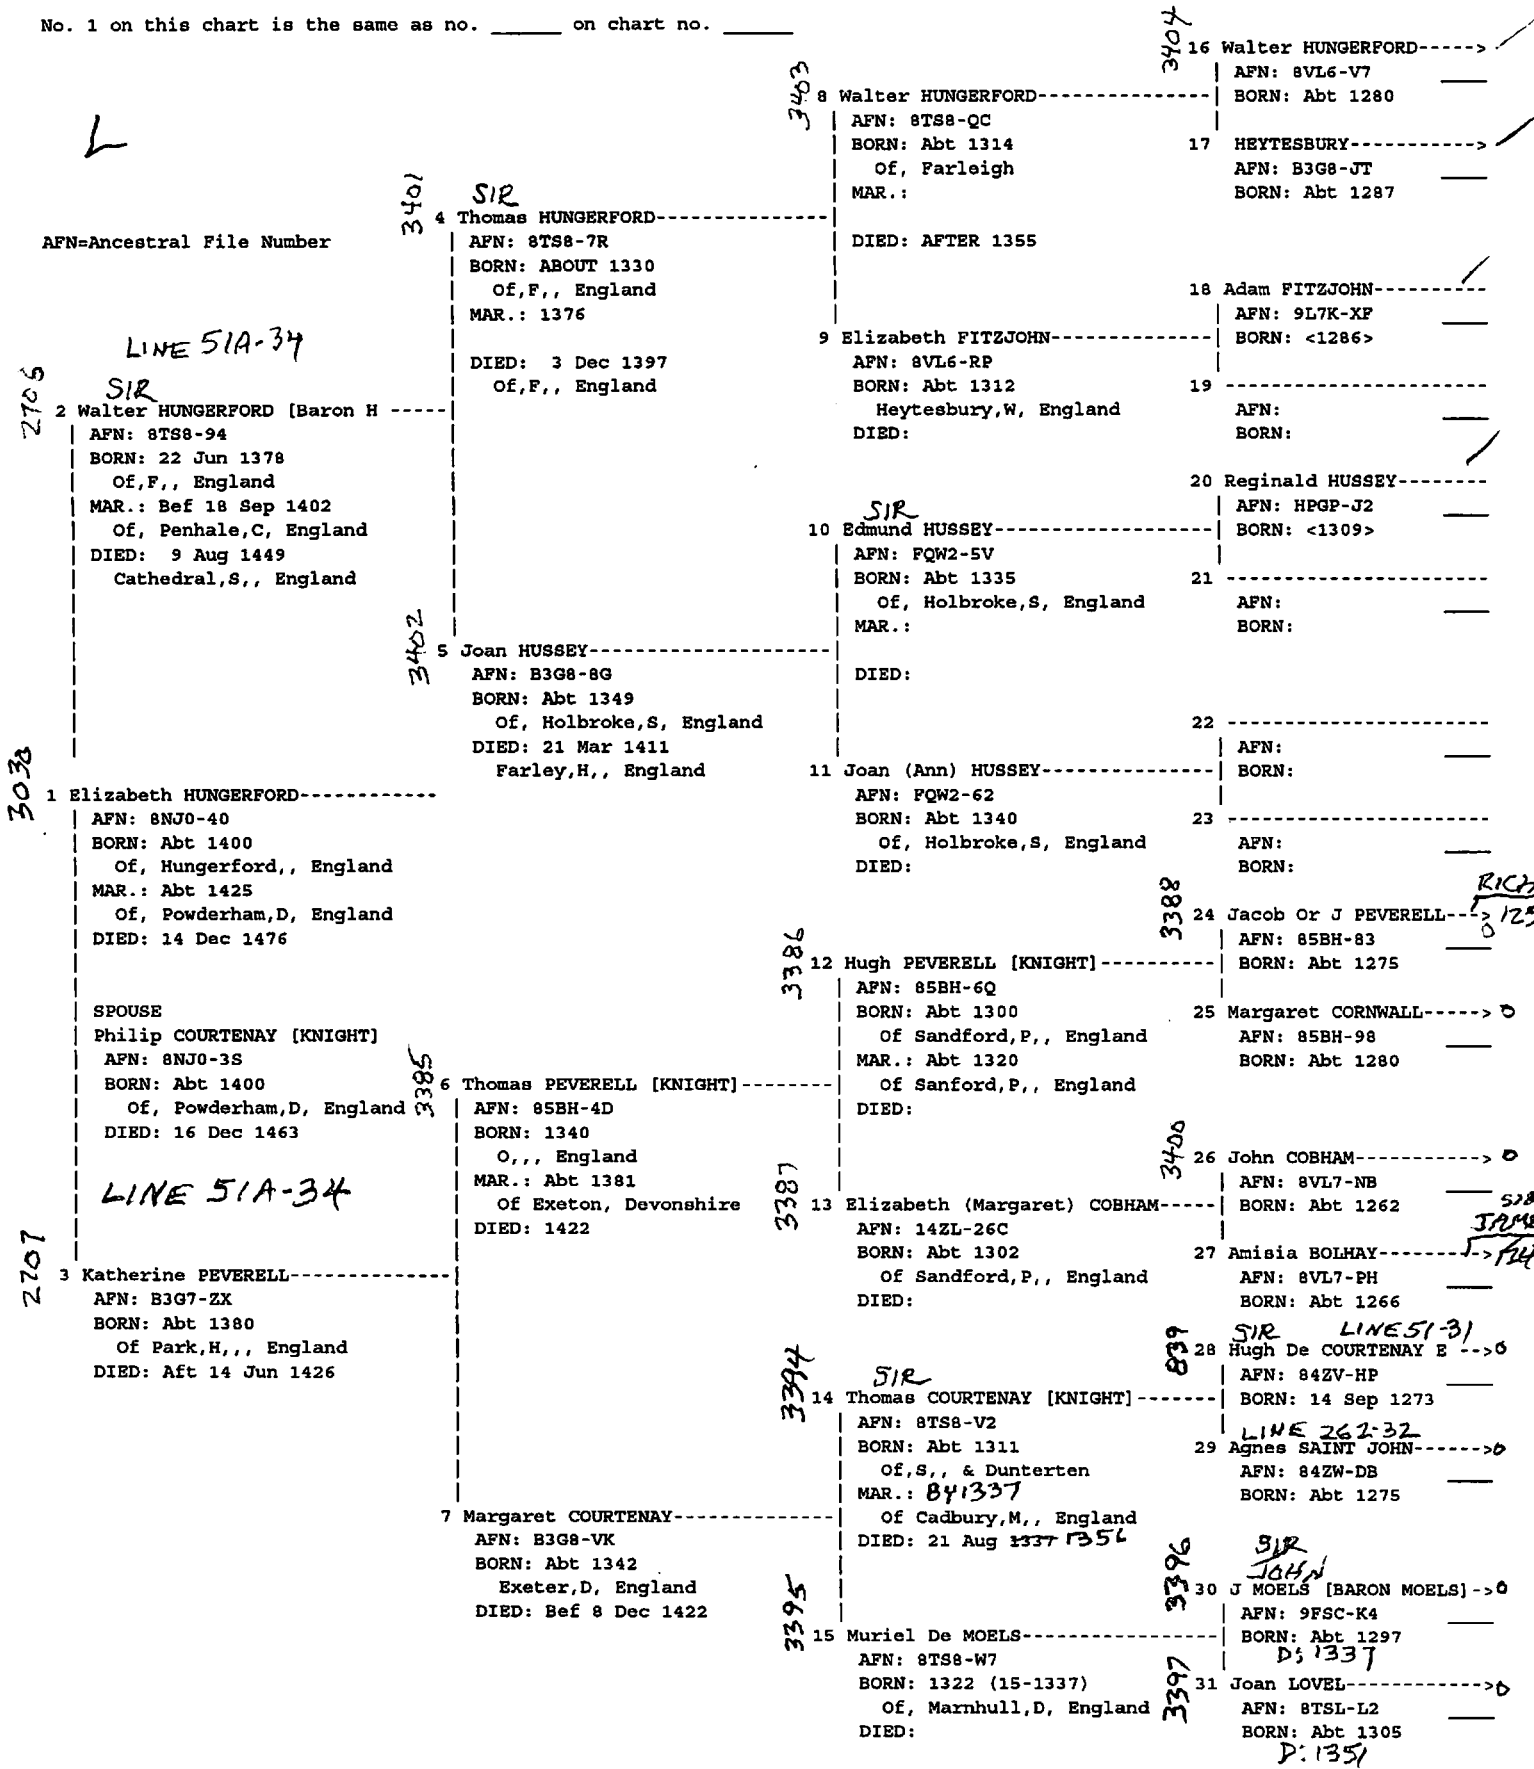 No. 1 on this chart is the same as no. ______ on chart no. ______
L
AFN=Ancestral File Number
LINE 51A-34
2706
SIR
2 Walter HUNGERFORD [Baron H -----
AFN: 8TS8-94
BORN: 22 Jun 1378
Of,F,, England
MAR.: Bef 18 Sep 1402
Of, Penhale,C, England
DIED: 9 Aug 1449
Cathedral,S,, England
3030
1 Elizabeth HUNGERFORD------------
AFN: 8NJ0-40
BORN: Abt 1400
Of, Hungerford,, England
MAR.: Abt 1425
Of, Powderham,D, England
DIED: 14 Dec 1476
SPOUSE
Philip COURTENAY [KNIGHT]
AFN: 8NJ0-3S
BORN: Abt 1400
Of, Powderham,D, England
DIED: 16 Dec 1463
LINE 51A-34
2707
3 Katherine PEVERELL--------------
AFN: B3G7-ZX
BORN: Abt 1380
Of Park,H,,, England
DIED: Aft 14 Jun 1426
3401
SIR
4 Thomas HUNGERFORD--------------
AFN: 8TS8-7R
BORN: ABOUT 1330
Of,F,, England
MAR.: 1376
DIED: 3 Dec 1397
Of,F,, England
3402
5 Joan HUSSEY------------------
AFN: B3G8-8G
BORN: Abt 1349
Of, Holbroke,S, England
DIED: 21 Mar 1411
Farley,H,, England
3385
6 Thomas PEVERELL [KNIGHT]--------
AFN: 85BH-4D
BORN: 1340
O,,, England
MAR.: Abt 1381
Of Exeton, Devonshire
DIED: 1422
7 Margaret COURTENAY-------------
AFN: B3G8-VK
BORN: Abt 1342
Exeter,D, England
DIED: Bef 8 Dec 1422
3403
8 Walter HUNGERFORD--------------
AFN: 8TS8-QC
BORN: Abt 1314
Of, Farleigh
MAR.:
DIED: AFTER 1355
9 Elizabeth FITZJOHN-------------
AFN: 8VL6-RP
BORN: Abt 1312
Heytesbury,W, England
DIED:
SIR
10 Edmund HUSSEY------------------
AFN: FQW2-5V
BORN: Abt 1335
Of, Holbroke,S, England
MAR.:
DIED:
11 Joan (Ann) HUSSEY--------------
AFN: FQW2-62
BORN: Abt 1340
Of, Holbroke,S, England
DIED:
3386
12 Hugh PEVERELL [KNIGHT]---------
AFN: 85BH-6Q
BORN: Abt 1300
Of Sandford,P,, England
MAR.: Abt 1320
Of Sanford,P,, England
DIED:
3387
13 Elizabeth (Margaret) COBHAM-----
AFN: 14ZL-26C
BORN: Abt 1302
Of Sandford,P,, England
DIED:
3394
SIR
14 Thomas COURTENAY [KNIGHT]------
AFN: 8TS8-V2
BORN: Abt 1311
Of,S,, & Dunterten
MAR.: BY 1337
Of Cadbury,M,, England
DIED: 21 Aug 1337 1356
3395
15 Muriel De MOELS----------------
AFN: 8TS8-W7
BORN: 1322 (15-1337)
Of, Marnhull,D, England
DIED:
3404
16 Walter HUNGERFORD----->
AFN: 8VL6-V7
BORN: Abt 1280
17 HEYTESBURY----------->
AFN: B3G8-JT
BORN: Abt 1287
18 Adam FITZJOHN----------
AFN: 9L7K-XF
BORN: <1286>
19 ----------------------
AFN:
BORN:
20 Reginald HUSSEY--------
AFN: HPGP-J2
BORN: <1309>
21 ----------------------
AFN:
BORN:
22 ----------------------
AFN:
BORN:
23 ----------------------
AFN:
BORN:
3388
24 Jacob Or J PEVERELL--->
AFN: 85BH-83
BORN: Abt 1275
25 Margaret CORNWALL-----> 0
AFN: 85BH-98
BORN: Abt 1280
3400
26 John COBHAM-----------> 0
AFN: 8VL7-NB
BORN: Abt 1262
27 Amisia BOLHAY--------->
AFN: 8VL7-PH
BORN: Abt 1266
839
SIR LINE 51-31
28 Hugh De COURTENAY E -->0
AFN: 84ZV-HP
BORN: 14 Sep 1273
LINE 262-32
29 Agnes SAINT JOHN------>0
AFN: 84ZW-DB
BORN: Abt 1275
3396
SIR
JOHN
30 J MOELS [BARON MOELS]->0
AFN: 9FSC-K4
BORN: Abt 1297
D: 1337
3397
31 Joan LOVEL----------->0
AFN: 8TSL-L2
BORN: Abt 1305
D: 1351